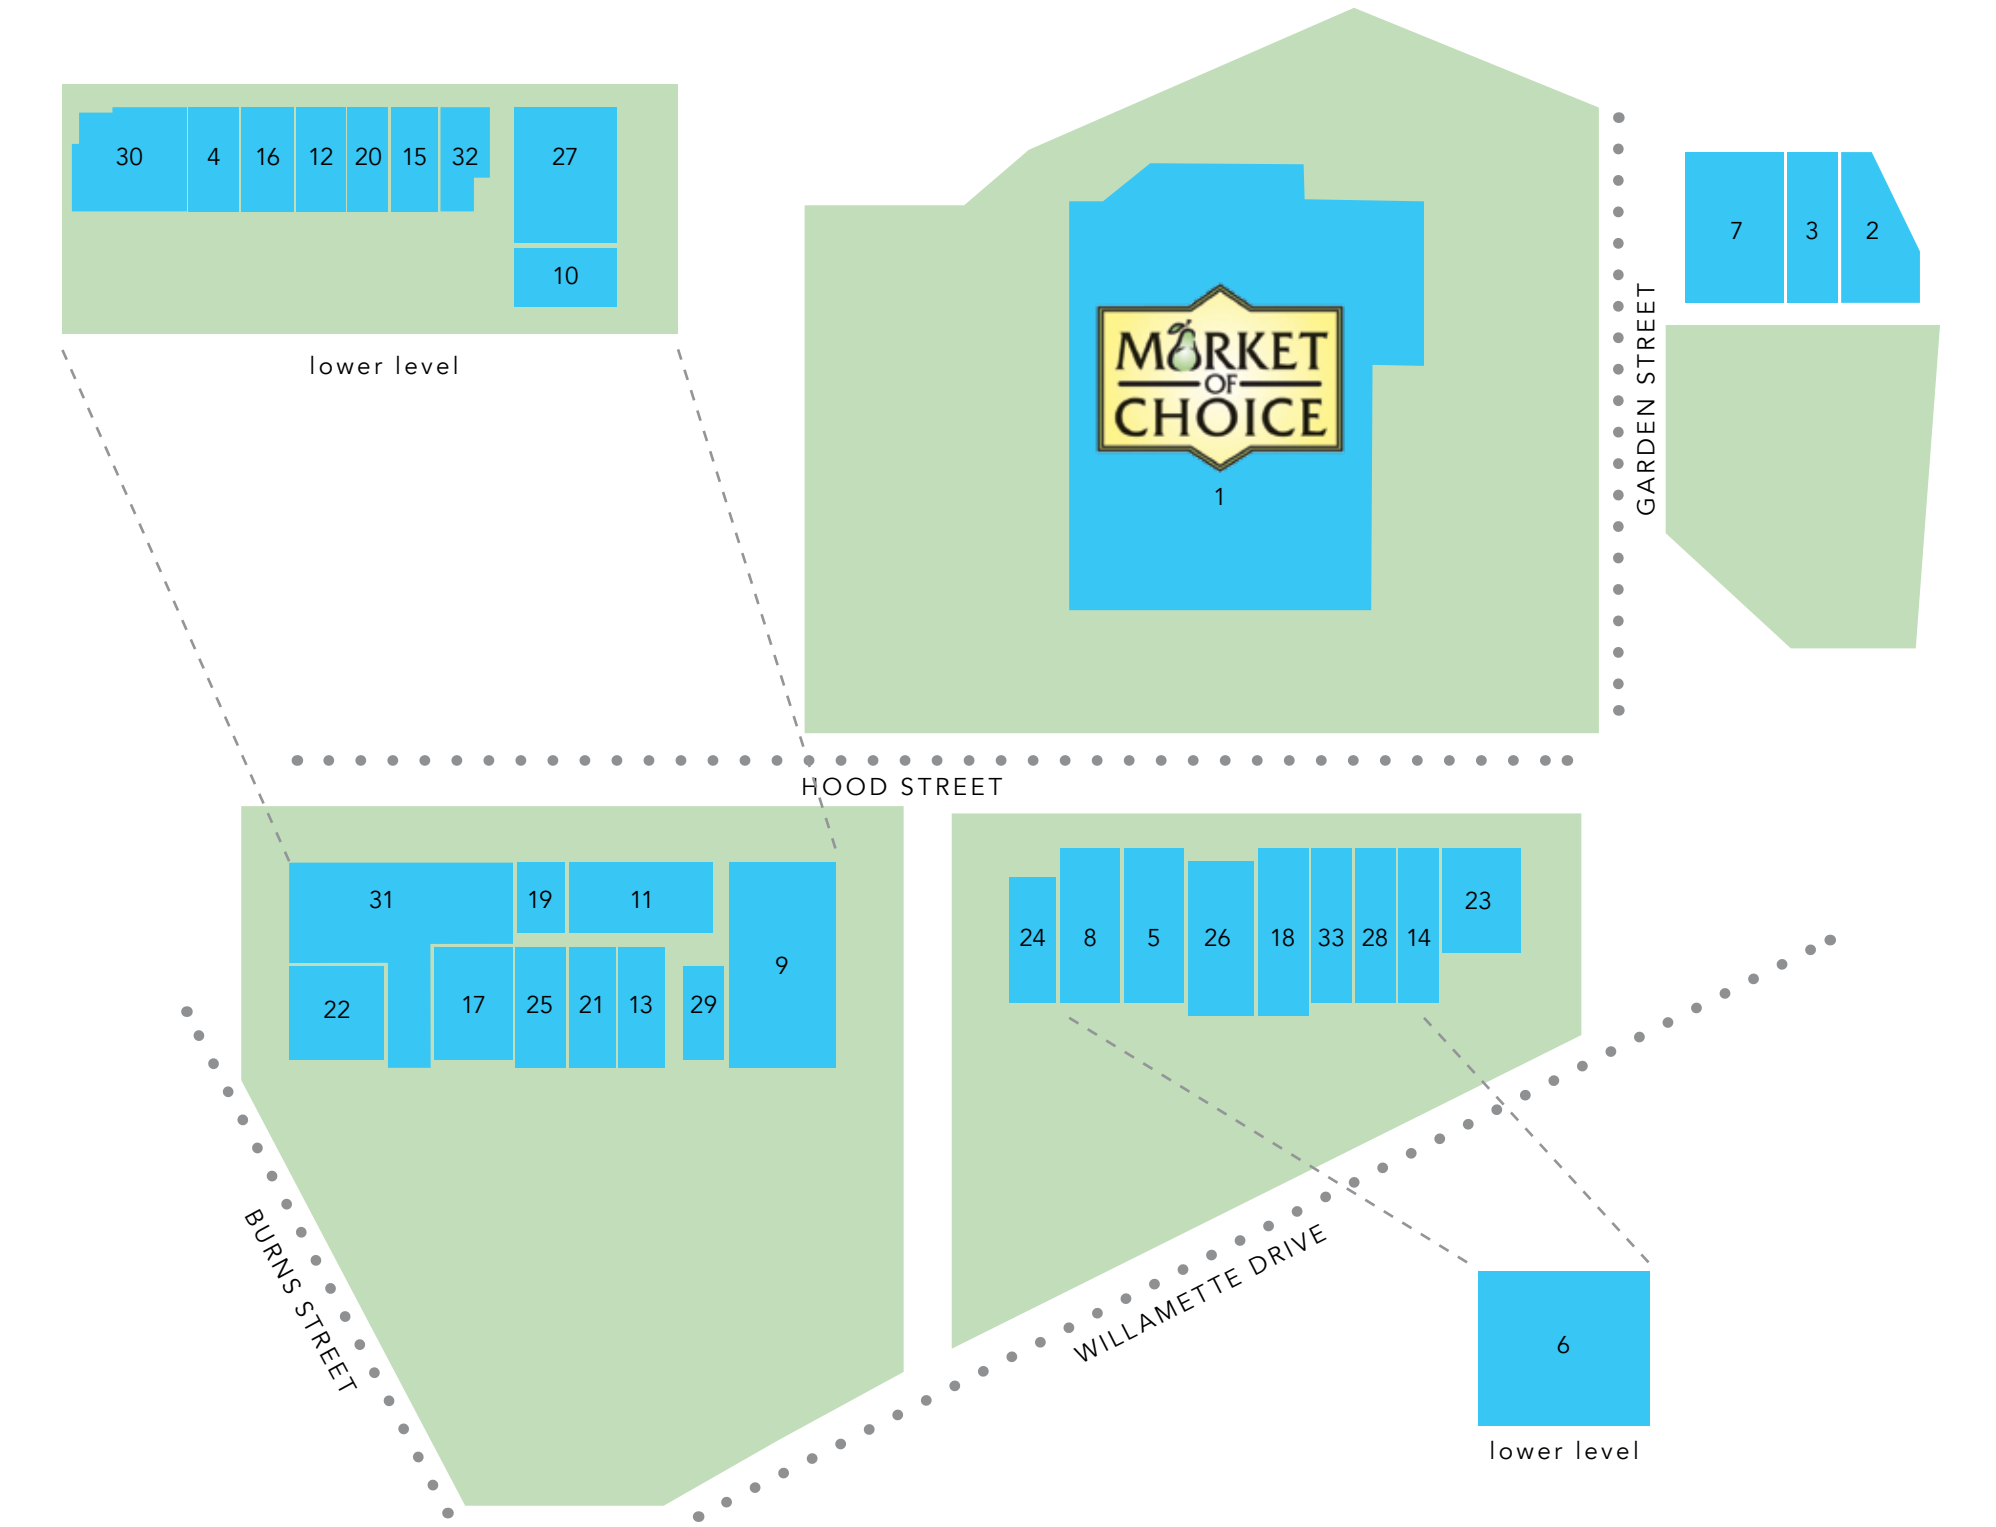 30 4 16 12 20 15 32 27
10
lower level
7 3 2
MARKET
OF
CHOICE
1
GARDEN STREET
HOOD STREET
31 19 11
9
22 17 25 21 13 29
23
24 8 5 26 18 33 28 14
BURNS STREET
WILLAMETTE DRIVE
6
lower level